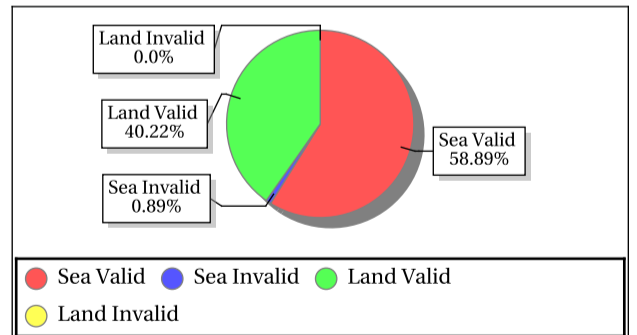 Land Invalid
0.0%
Land Valid
40.22%
Sea Invalid
0.89%
Sea Valid
58.89%
Sea Valid Sea Invalid Land Valid
Land Invalid